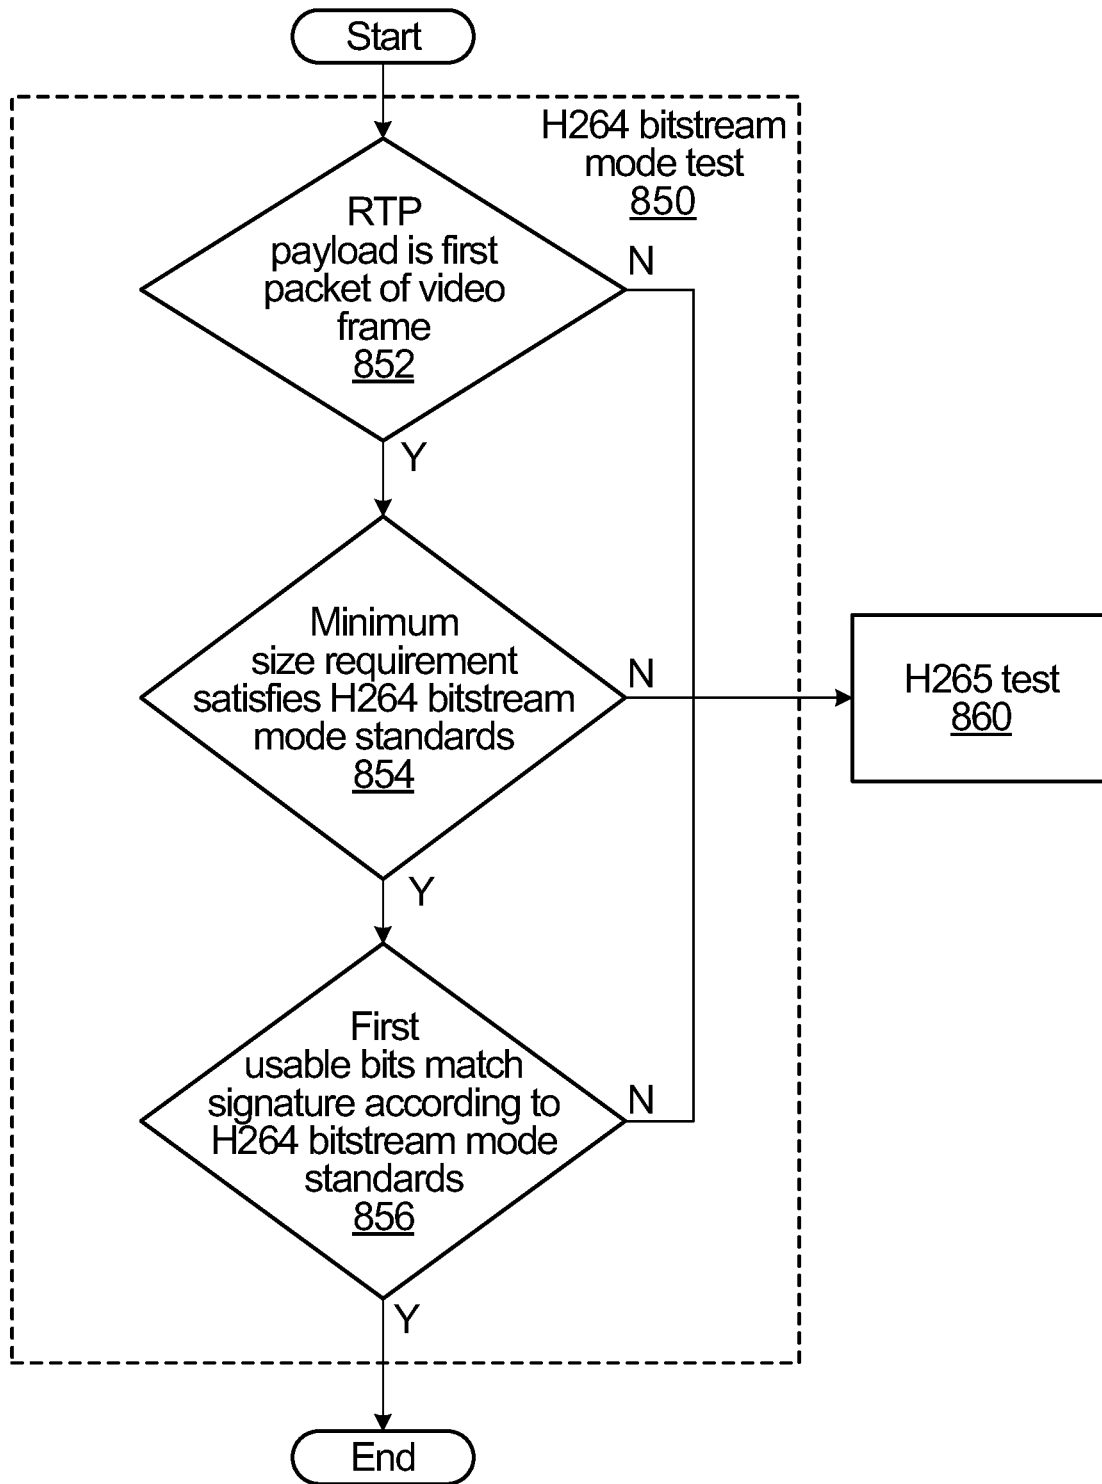 Start
H264 bitstream
mode test
850
RTP
payload is first
packet of video
frame
852
N
Y
Minimum
size requirement
satisfies H264 bitstream
mode standards
854
N
H265 test
860
Y
First
usable bits match
signature according to
H264 bitstream mode
standards
856
N
Y
End